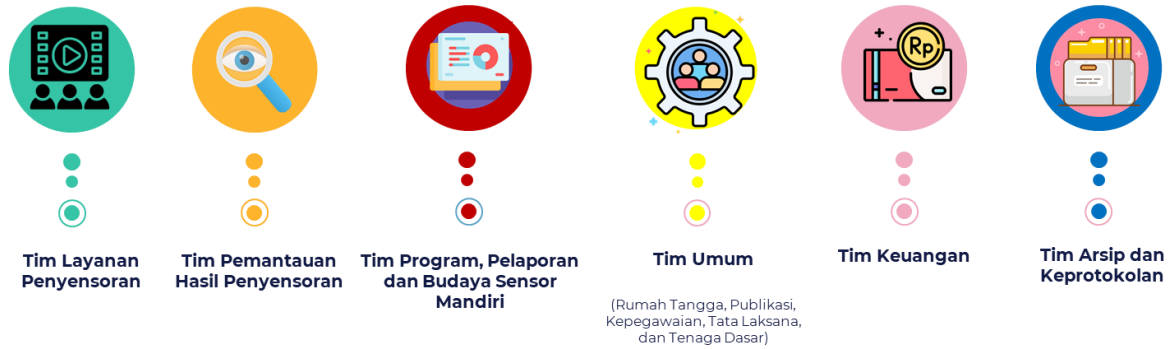 Rp
Tim Layanan
Penyensoran
Tim Pemantauan
Hasil Penyensoran
Tim Program, Pelaporan
dan Budaya Sensor
Mandiri
Tim Umum
(Rumah Tangga, Publikasi,
Kepegawaian, Tata Laksana,
dan Tenaga Dasar)
Tim Keuangan
Tim Arsip dan
Keprotokolan